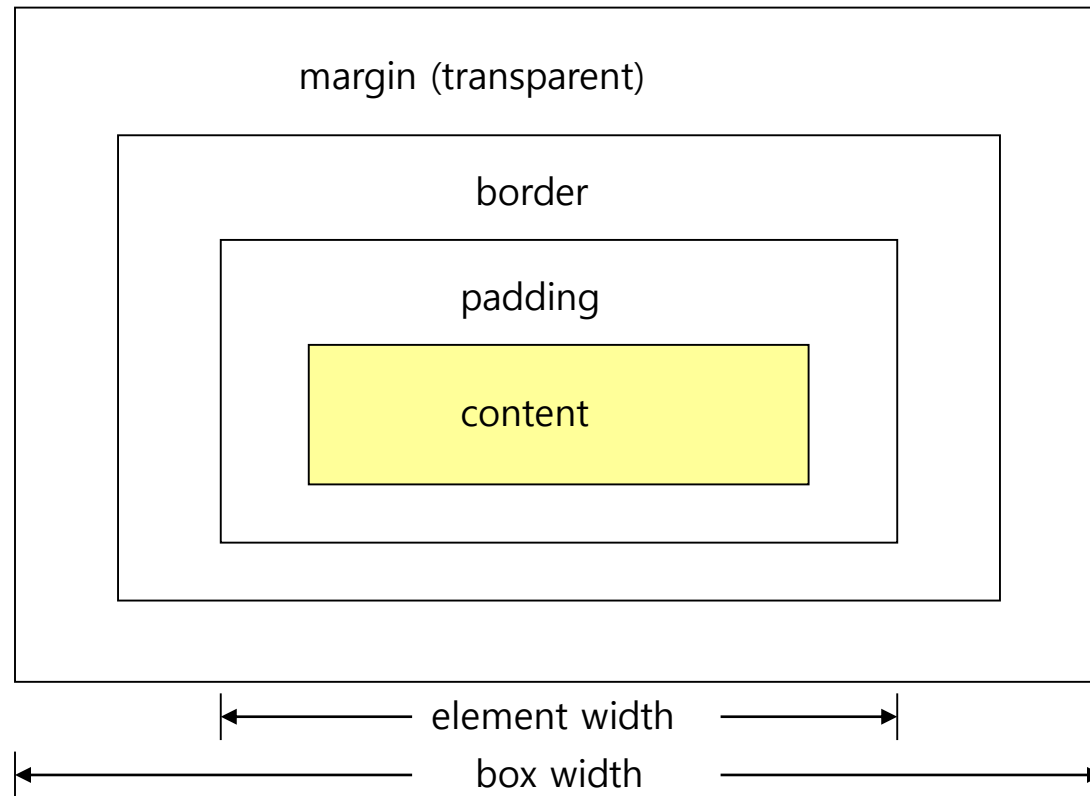 margin (transparent)
border
padding
content
element width
box width